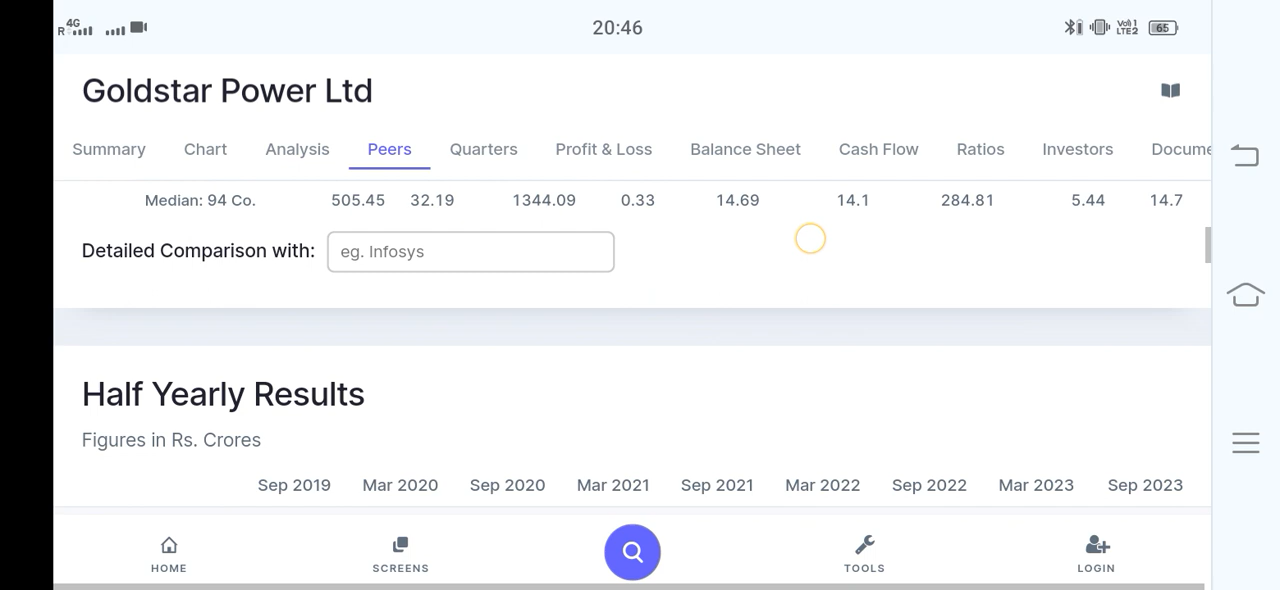 R 4G 20:46 Vo) 1 LTE2 65
Goldstar Power Ltd
Summary Chart Analysis Peers Quarters Profit & Loss Balance Sheet Cash Flow Ratios Investors Docume
Median: 94 Co. 505.45 32.19 1344.09 0.33 14.69 14.1 284.81 5.44 14.7
Detailed Comparison with: eg. Infosys
Half Yearly Results
Figures in Rs. Crores
Sep 2019 Mar 2020 Sep 2020 Mar 2021 Sep 2021 Mar 2022 Sep 2022 Mar 2023 Sep 2023
HOME SCREENS TOOLS LOGIN